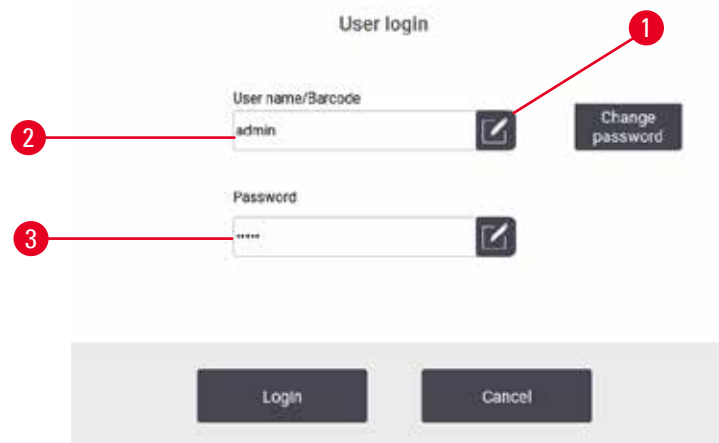 User login
1
User name/Barcode
2
admin
Change
password
Password
3
•••••
Login
Cancel